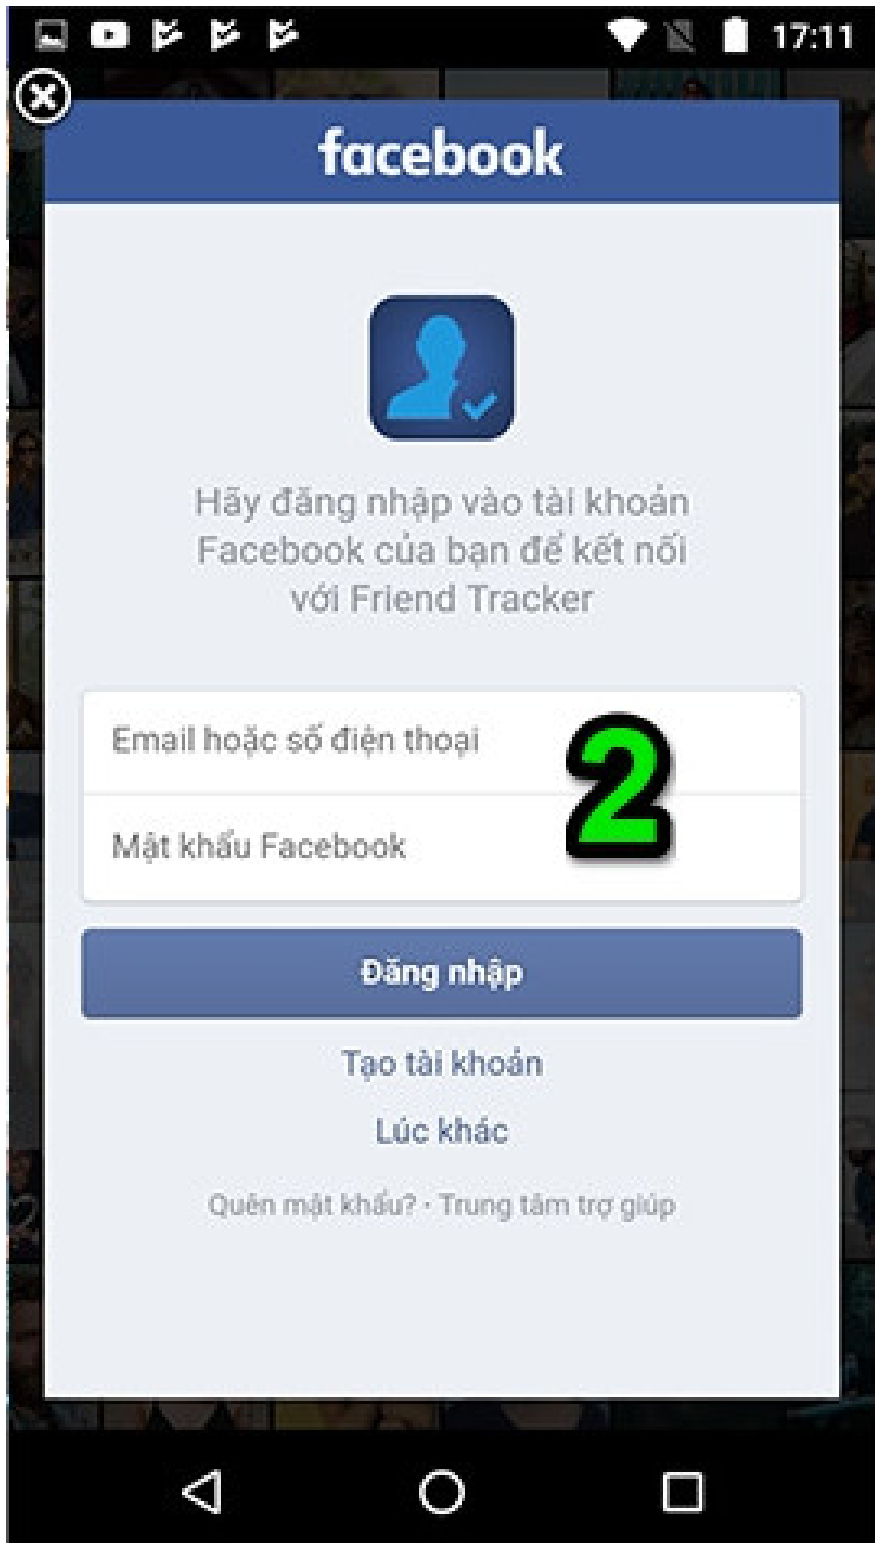 17:11
facebook
Hãy đăng nhập vào tài khoản
Facebook của bạn để kết nối
với Friend Tracker
Email hoặc số điện thoại
2
Mật khẩu Facebook
Đăng nhập
Tạo tài khoản
Lúc khác
Quên mật khẩu? · Trung tâm trợ giúp